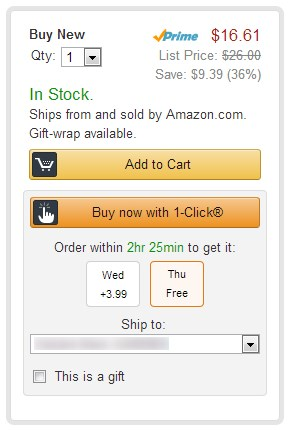 Buy New Prime $16.61
Qty: 1 List Price: $26.00
Save: $9.39 (36%)
In Stock.
Ships from and sold by Amazon.com.
Gift-wrap available.
Add to Cart
Buy now with 1-Click®
Order within 2hr 25min to get it:
Wed Thu
+3.99 Free
Ship to:
This is a gift